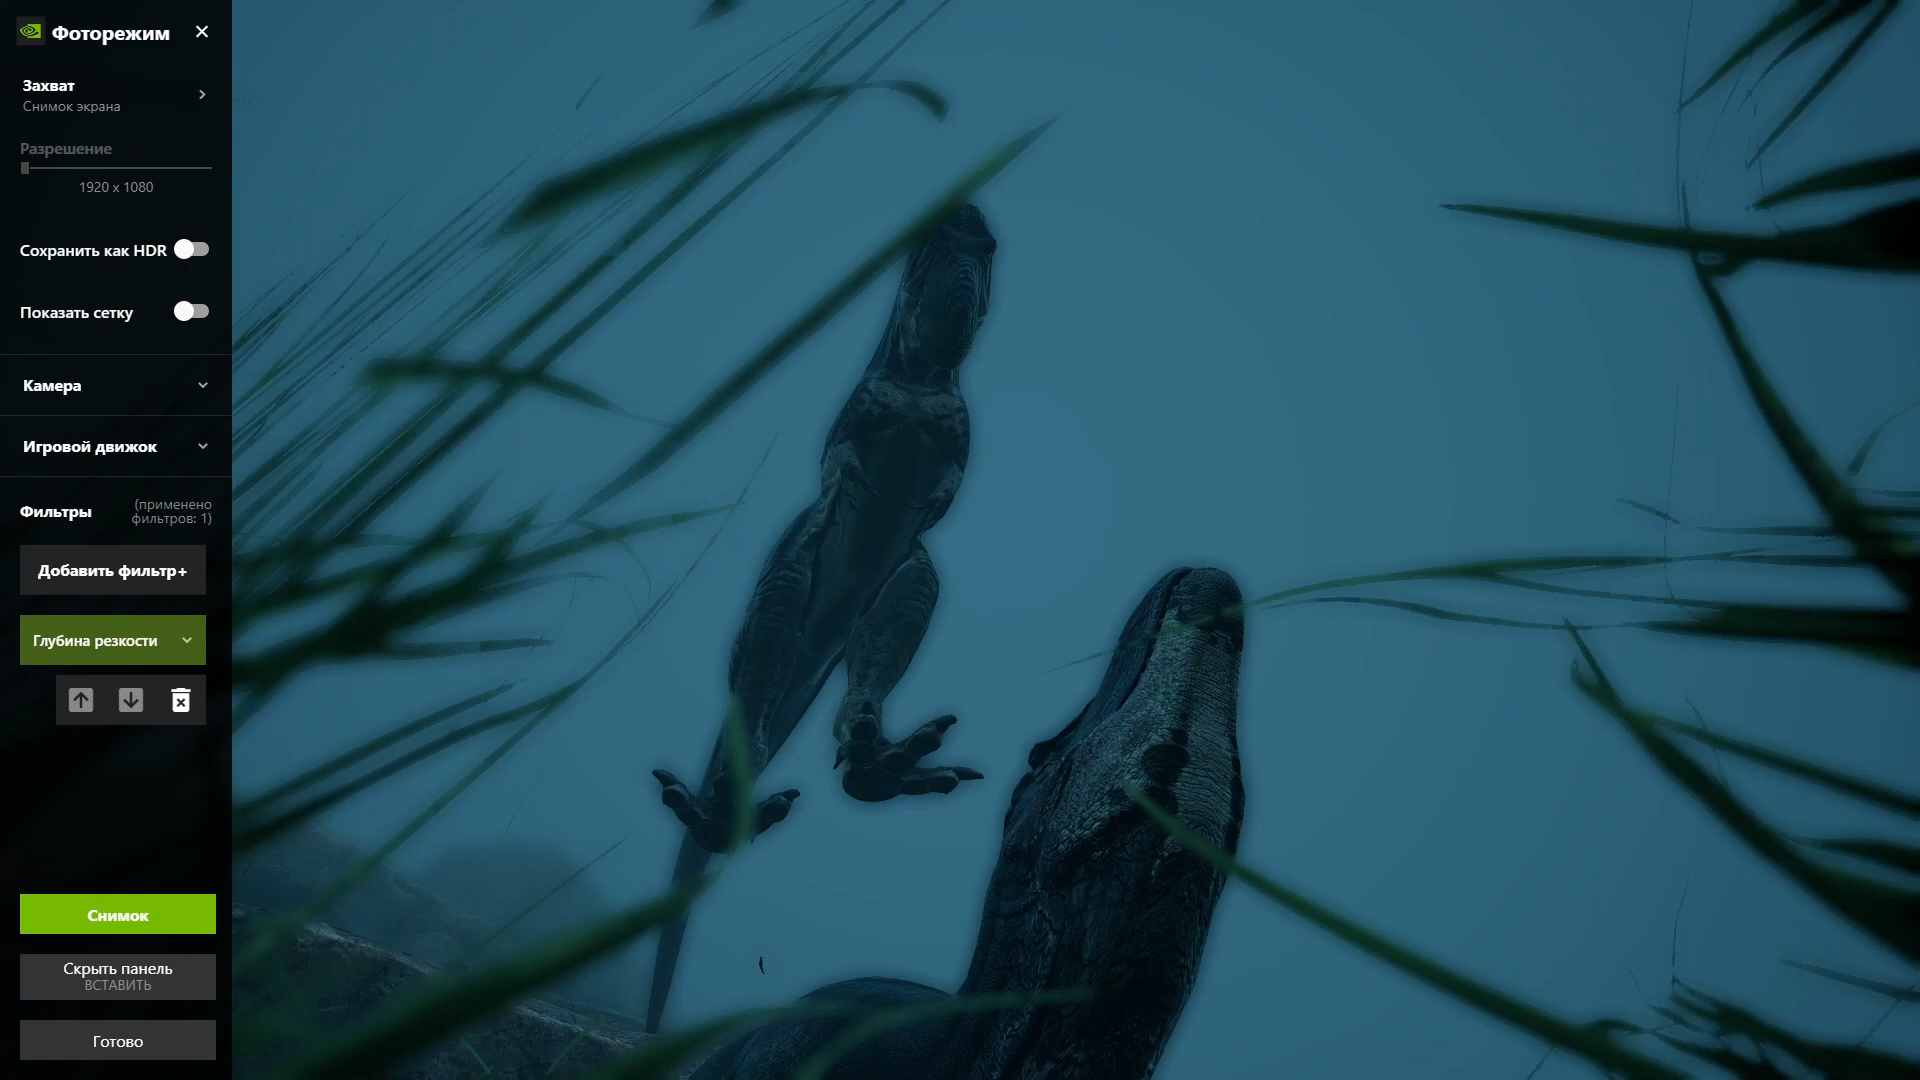 Фоторежим
Захват
Снимок экрана
Разрешение
1920 x 1080
Сохранить как HDR
Показать сетку
Камера
Игровой движок
Фильтры
(применено
фильтров: 1)
Добавить фильтр+
Глубина резкости
Снимок
Скрыть панель
ВСТАВИТЬ
Готово